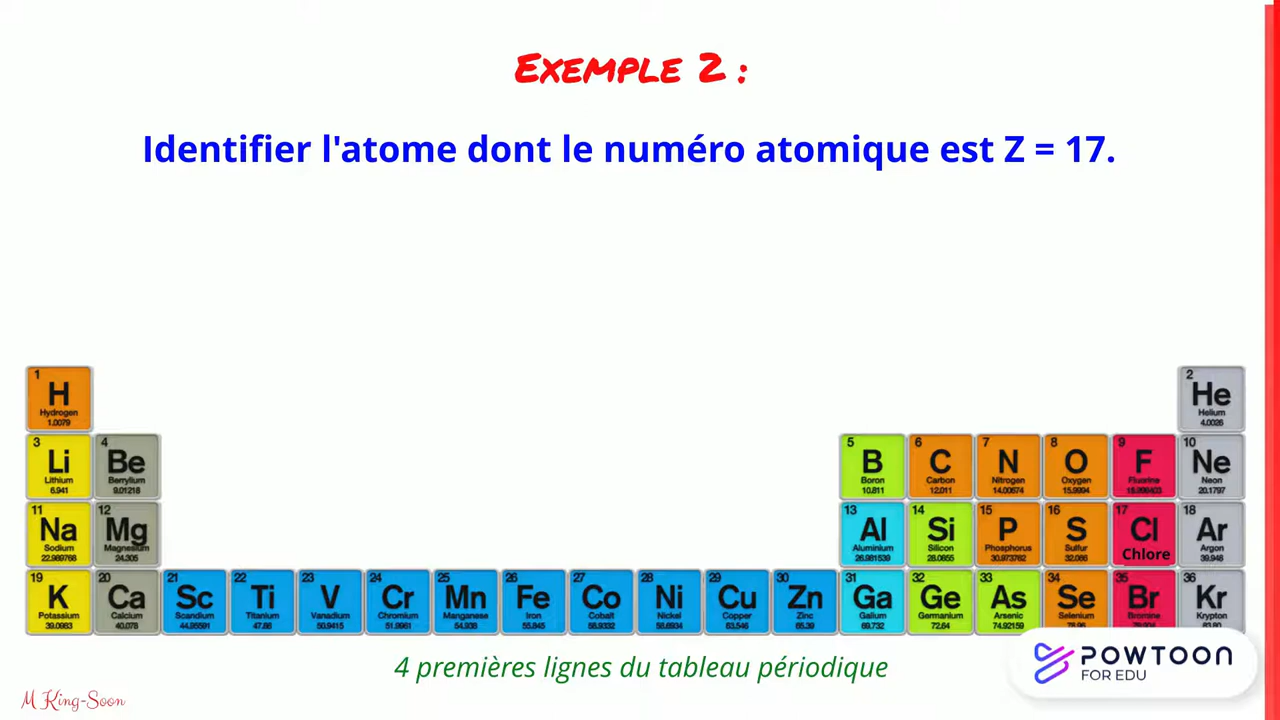 EXEMPLE 2 :
Identifier l'atome dont le numéro atomique est Z = 17.
1 2
H He
Hydrogen Helium
1.0079 4.0026
3 4 5 6 7 8 9 10
Li Be B C N O F Ne
Lithium Berryllum Boron Carbon Nitrogen Oxygen Fluorine Neon
6.941 9.01218 10.811 12.011 14.00674 15.9994 20.1797
11 12 13 14 15 16 17 18
Na Mg Al Si P S Cl Ar
Sodium Magnesium Aluminium Silicon Phosphorus Sulfur Chlore Argon
22.989768 24.305 26.981539 28.0855 30.973762 32.066 39.948
19 20 21 22 23 24 25 26 27 28 29 30 31 32 33 34 35 36
K Ca Sc Ti V Cr Mn Fe Co Ni Cu Zn Ga Ge As Se Br Kr
Potassium Calcium Scandium Titanium Vanadium Chromium Manganese Iron Cobalt Nickel Copper Zinc Galium Germanium Arsenic Selenium Bromine Krypton
39.0983 40.078 44.95591 47.88 50.9415 51.9961 54.938 55.845 58.9332 58.6934 63.546 65.39 69.732 72.64 74.92159 78.96 83.80
4 premières lignes du tableau périodique
POWTOON
FOR EDU
M King-Soon